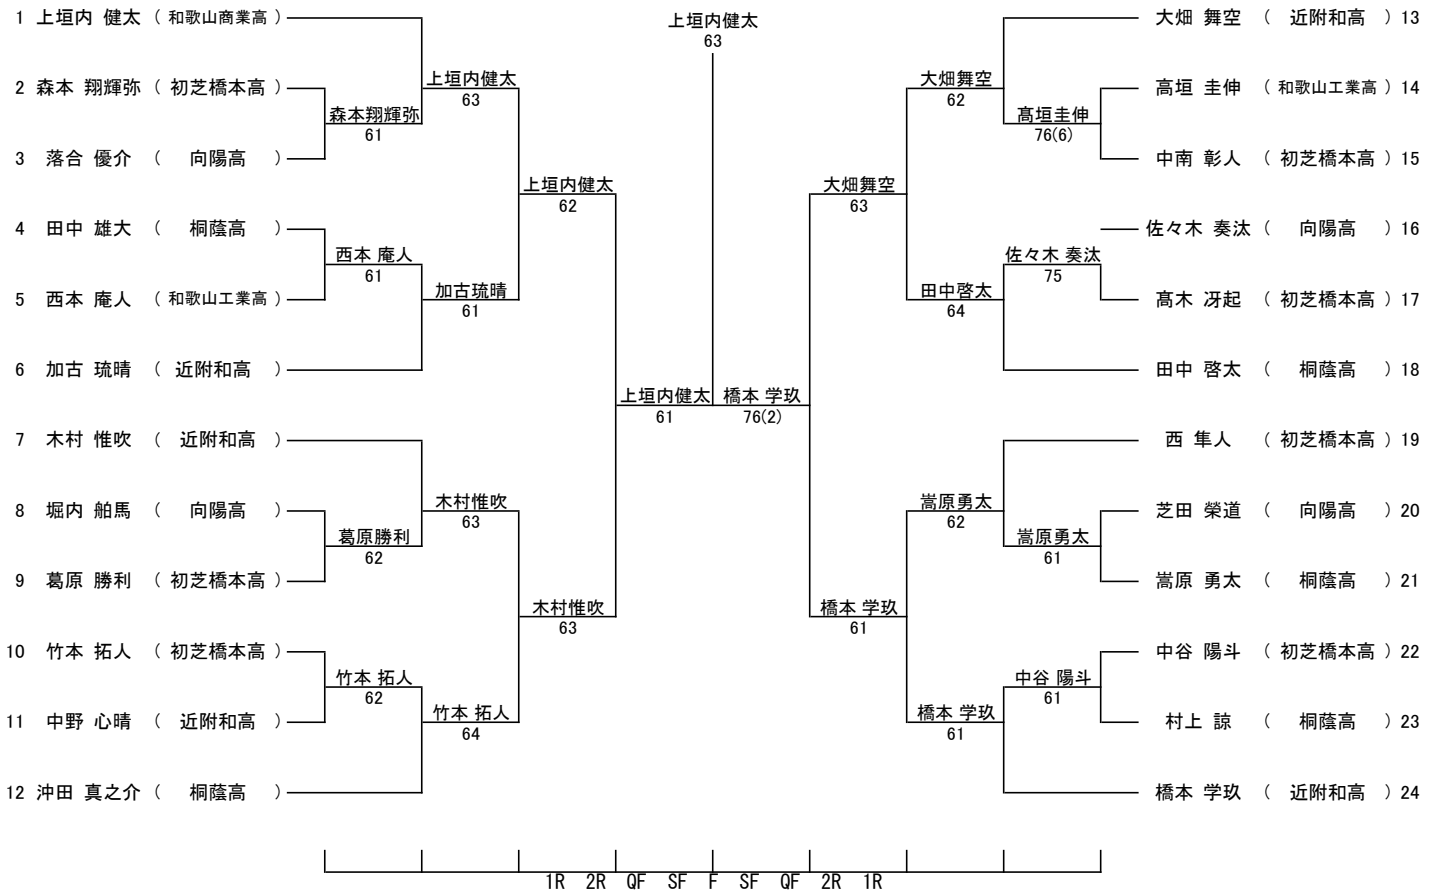 1 上垣内 健太 ( 和歌山商業高 )
2 森本 翔輝弥 ( 初芝橋本高 )
3 落合 優介 ( 向陽高 )
4 田中 雄大 ( 桐蔭高 )
5 西本 庵人 ( 和歌山工業高 )
6 加古 琉晴 ( 近附和高 )
7 木村 惟吹 ( 近附和高 )
8 堀内 舶馬 ( 向陽高 )
9 葛原 勝利 ( 初芝橋本高 )
10 竹本 拓人 ( 初芝橋本高 )
11 中野 心晴 ( 近附和高 )
12 沖田 真之介 ( 桐蔭高 )
森本翔輝弥
61
西本 庵人
61
葛原勝利
62
竹本 拓人
62
上垣内健太
63
加古琉晴
61
木村惟吹
63
竹本 拓人
64
上垣内健太
62
木村惟吹
63
上垣内健太
61
上垣内健太
63
橋本 学玖
76(2)
大畑舞空
63
橋本 学玖
61
大畑舞空
62
田中啓太
64
嵩原勇太
62
橋本 学玖
61
髙垣圭伸
76(6)
佐々木 奏汰
75
嵩原勇太
61
中谷 陽斗
61
大畑 舞空 ( 近附和高 ) 13
高垣 圭伸 ( 和歌山工業高 ) 14
中南 彰人 ( 初芝橋本高 ) 15
佐々木 奏汰 ( 向陽高 ) 16
髙木 冴起 ( 初芝橋本高 ) 17
田中 啓太 ( 桐蔭高 ) 18
西 隼人 ( 初芝橋本高 ) 19
芝田 榮道 ( 向陽高 ) 20
嵩原 勇太 ( 桐蔭高 ) 21
中谷 陽斗 ( 初芝橋本高 ) 22
村上 諒 ( 桐蔭高 ) 23
橋本 学玖 ( 近附和高 ) 24
1R 2R QF SF F SF QF 2R 1R